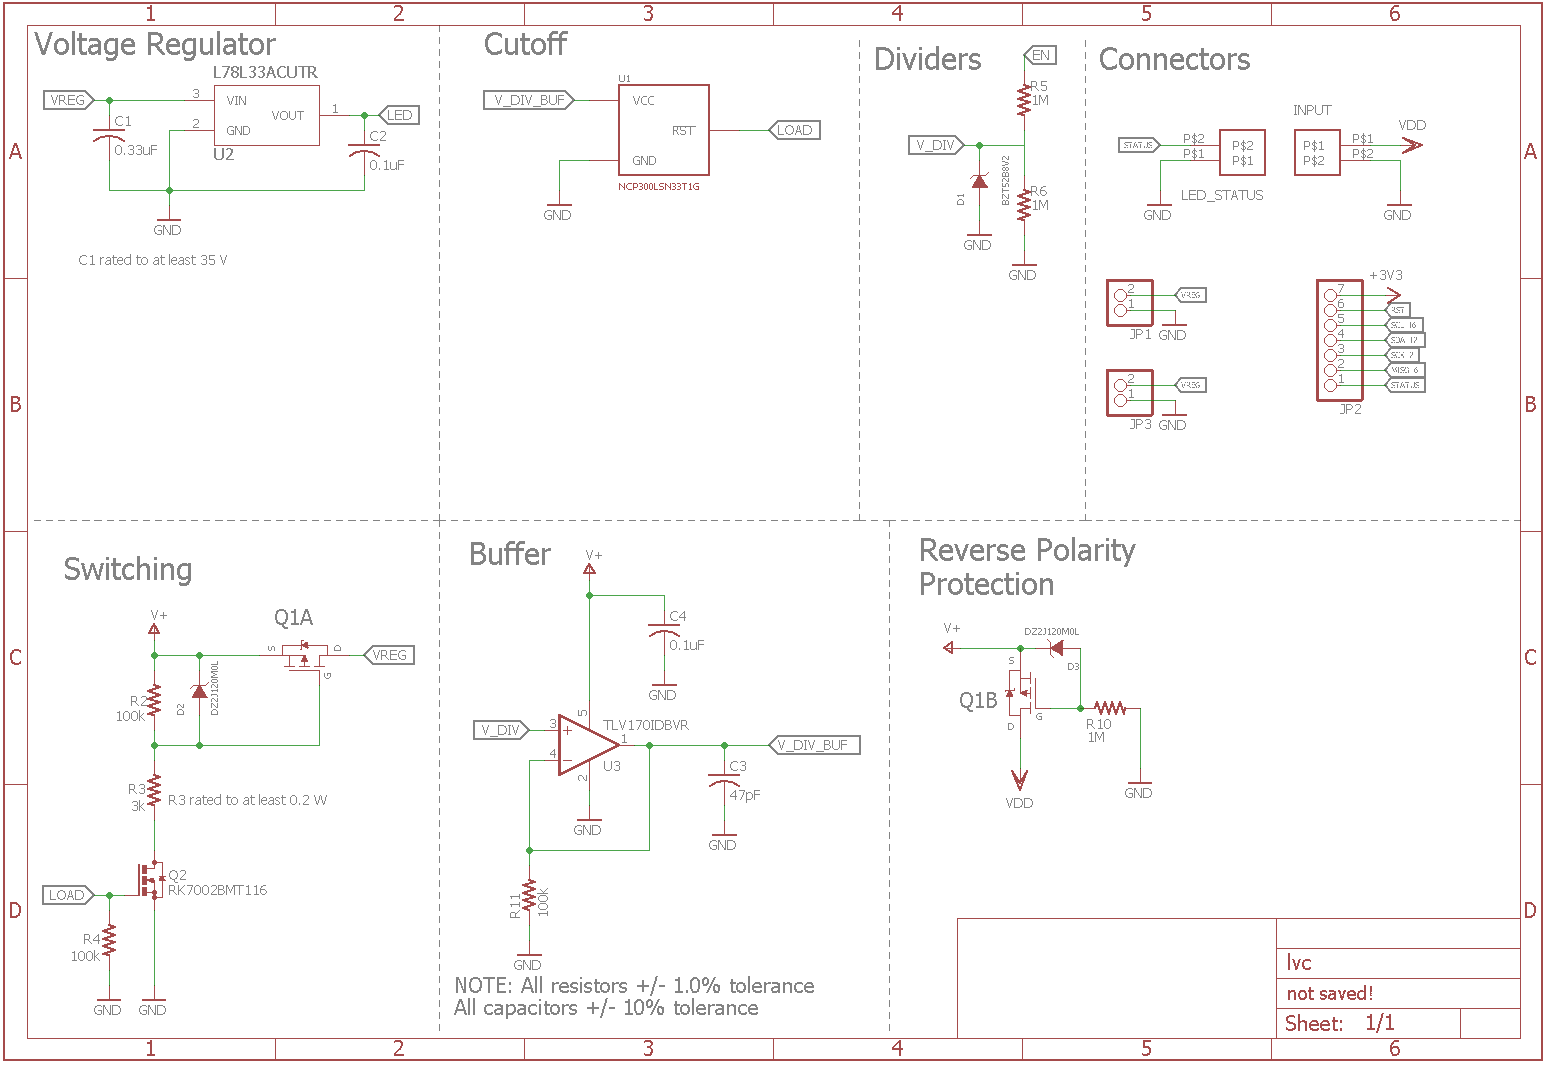 1 2 3 4 5 6
A
B
C
D
A
B
C
D
1 2 3 4 5 6
Voltage Regulator
L78L33ACUTR
VREG
3
VIN
VOUT
1
LED
2
GND
U2
C1
0.33uF
C2
0.1uF
GND
C1 rated to at least 35 V
Cutoff
U1
V_DIV_BUF
VCC
RST
LOAD
GND
NCP300LSN33T1G
GND
Dividers
EN
R5
1M
V_DIV
D1
BZT52B8V2
R6
1M
GND
GND
Connectors
STATUS
P$2
P$1
P$2
P$1
LED_STATUS
GND
INPUT
P$1
P$2
P$1
P$2
VDD
GND
2
1
VREG
JP1
GND
2
1
VREG
JP3
GND
+3V3
7
6
5
4
3
2
1
RST
SCL 16
SDA 17
SCK 7
MISO 6
STATUS
JP2
Switching
V+
Q1A
S
D
G
VREG
R2
100k
D2
DZ2J120M0L
R3
3k
R3 rated to at least 0.2 W
Q2
RK7002BMT116
LOAD
R4
100k
GND
GND
Buffer
V+
C4
0.1uF
GND
V_DIV
3
+
4
-
5
2
1
TLV170IDBVR
U3
V_DIV_BUF
C3
47pF
GND
GND
R11
100k
GND
NOTE: All resistors +/- 1.0% tolerance
All capacitors +/- 10% tolerance
Reverse Polarity
Protection
V+
DZ2J120M0L
D3
S
Q1B
D
G
R10
1M
VDD
GND
lvc
not saved!
Sheet: 1/1